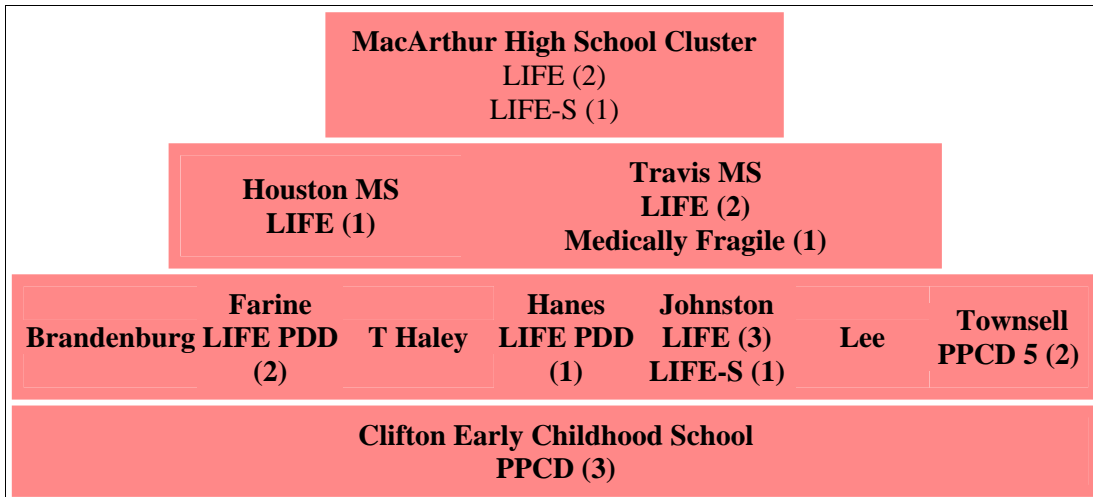 MacArthur High School Cluster
LIFE (2)
LIFE-S (1)
Houston MS
LIFE (1)
Travis MS
LIFE (2)
Medically Fragile (1)
Brandenburg
Farine
LIFE PDD
(2)
T Haley
Hanes
LIFE PDD
(1)
Johnston
LIFE (3)
LIFE-S (1)
Lee
Townsell
PPCD 5 (2)
Clifton Early Childhood School
PPCD (3)